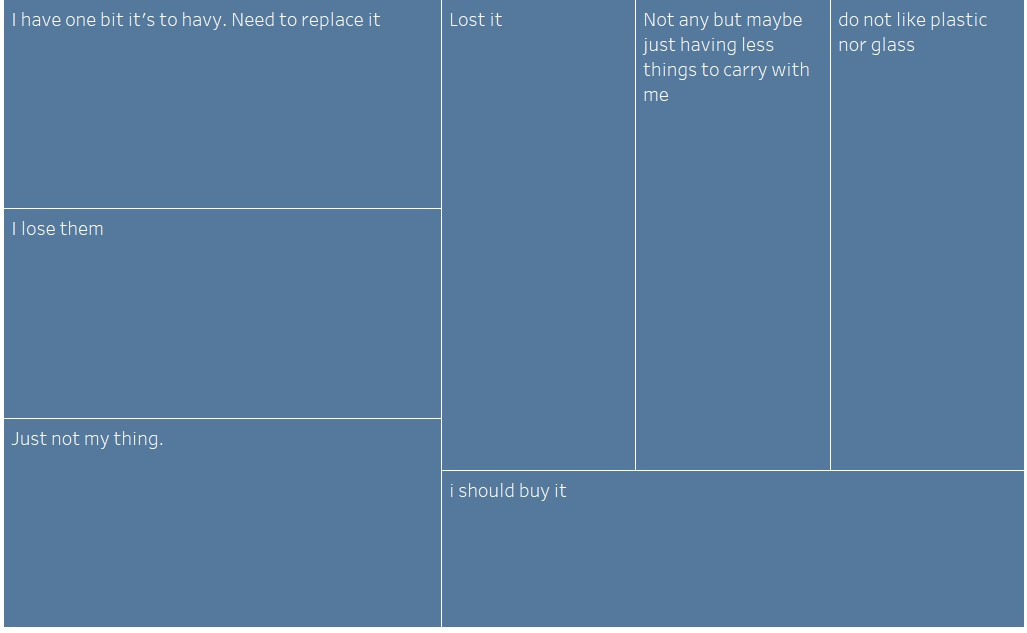 I have one bit it’s to havy. Need to replace it
I lose them
Just not my thing.
Lost it
Not any but maybe
just having less
things to carry with
me
do not like plastic
nor glass
i should buy it